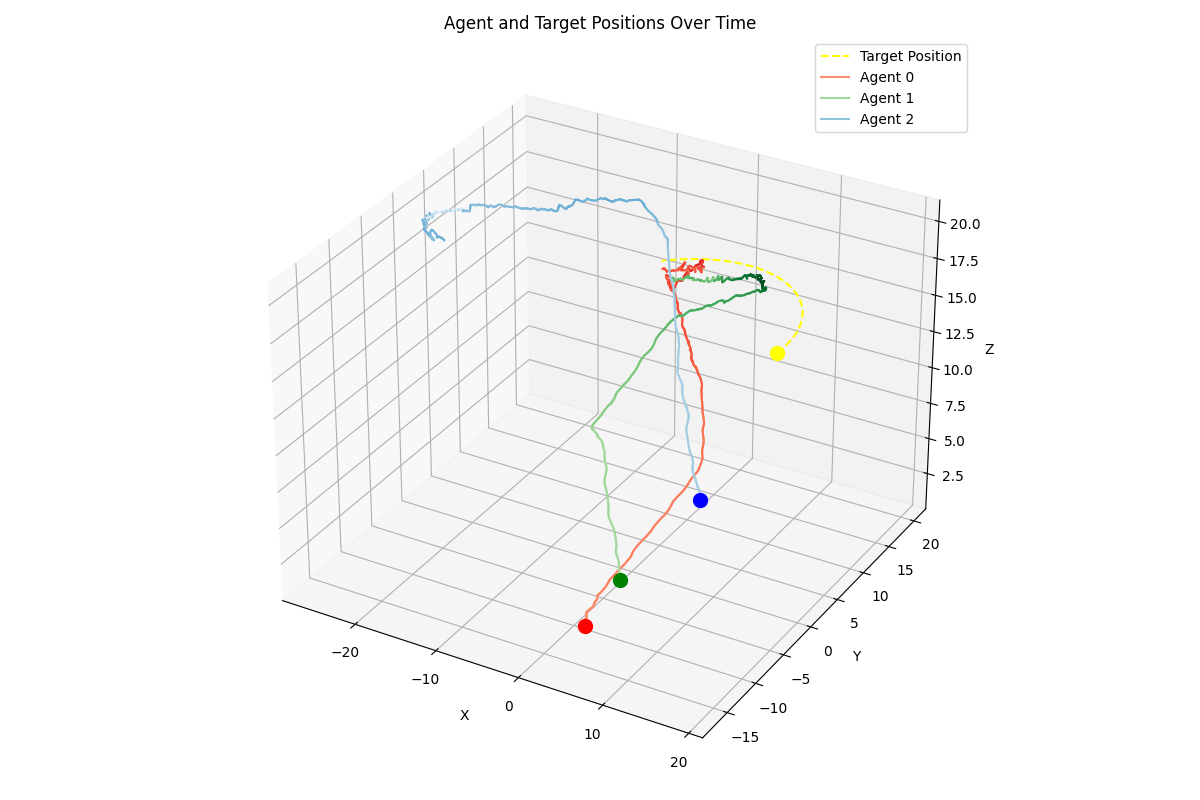 Agent and Target Positions Over Time
Target Position
Agent 0
Agent 1
Agent 2
20.0
17.5
15.0
12.5
10.0
7.5
5.0
2.5
Z
20
15
10
5
0
−5
−10
−15
Y
−20
−10
0
10
20
X